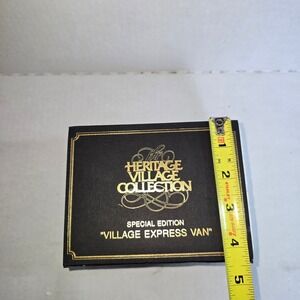 The
HERITAGE
VILLAGE
COLLECTION
SPECIAL EDITION
"VILLAGE EXPRESS VAN"
1
2
3
4
5